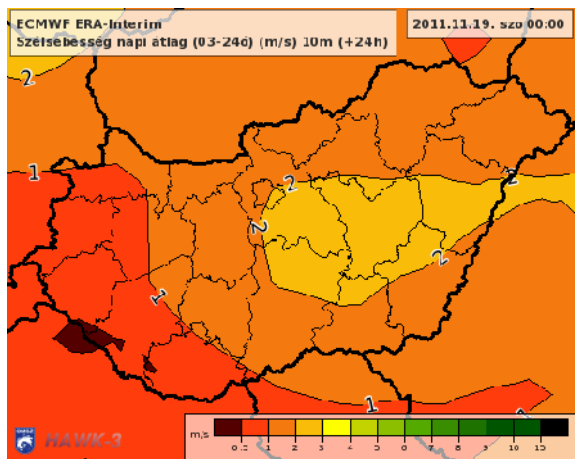 ECMWF ERA-Interim
Szélsebesség napi átlag (03-24ó) (m/s) 10m (+24h)
2011.11.19. szo 00:00
2
1
2
2
2
2
1
1
1
m/s
0.5 1 2 3 4 5 6 7 8 9 10 15
HAWK-3